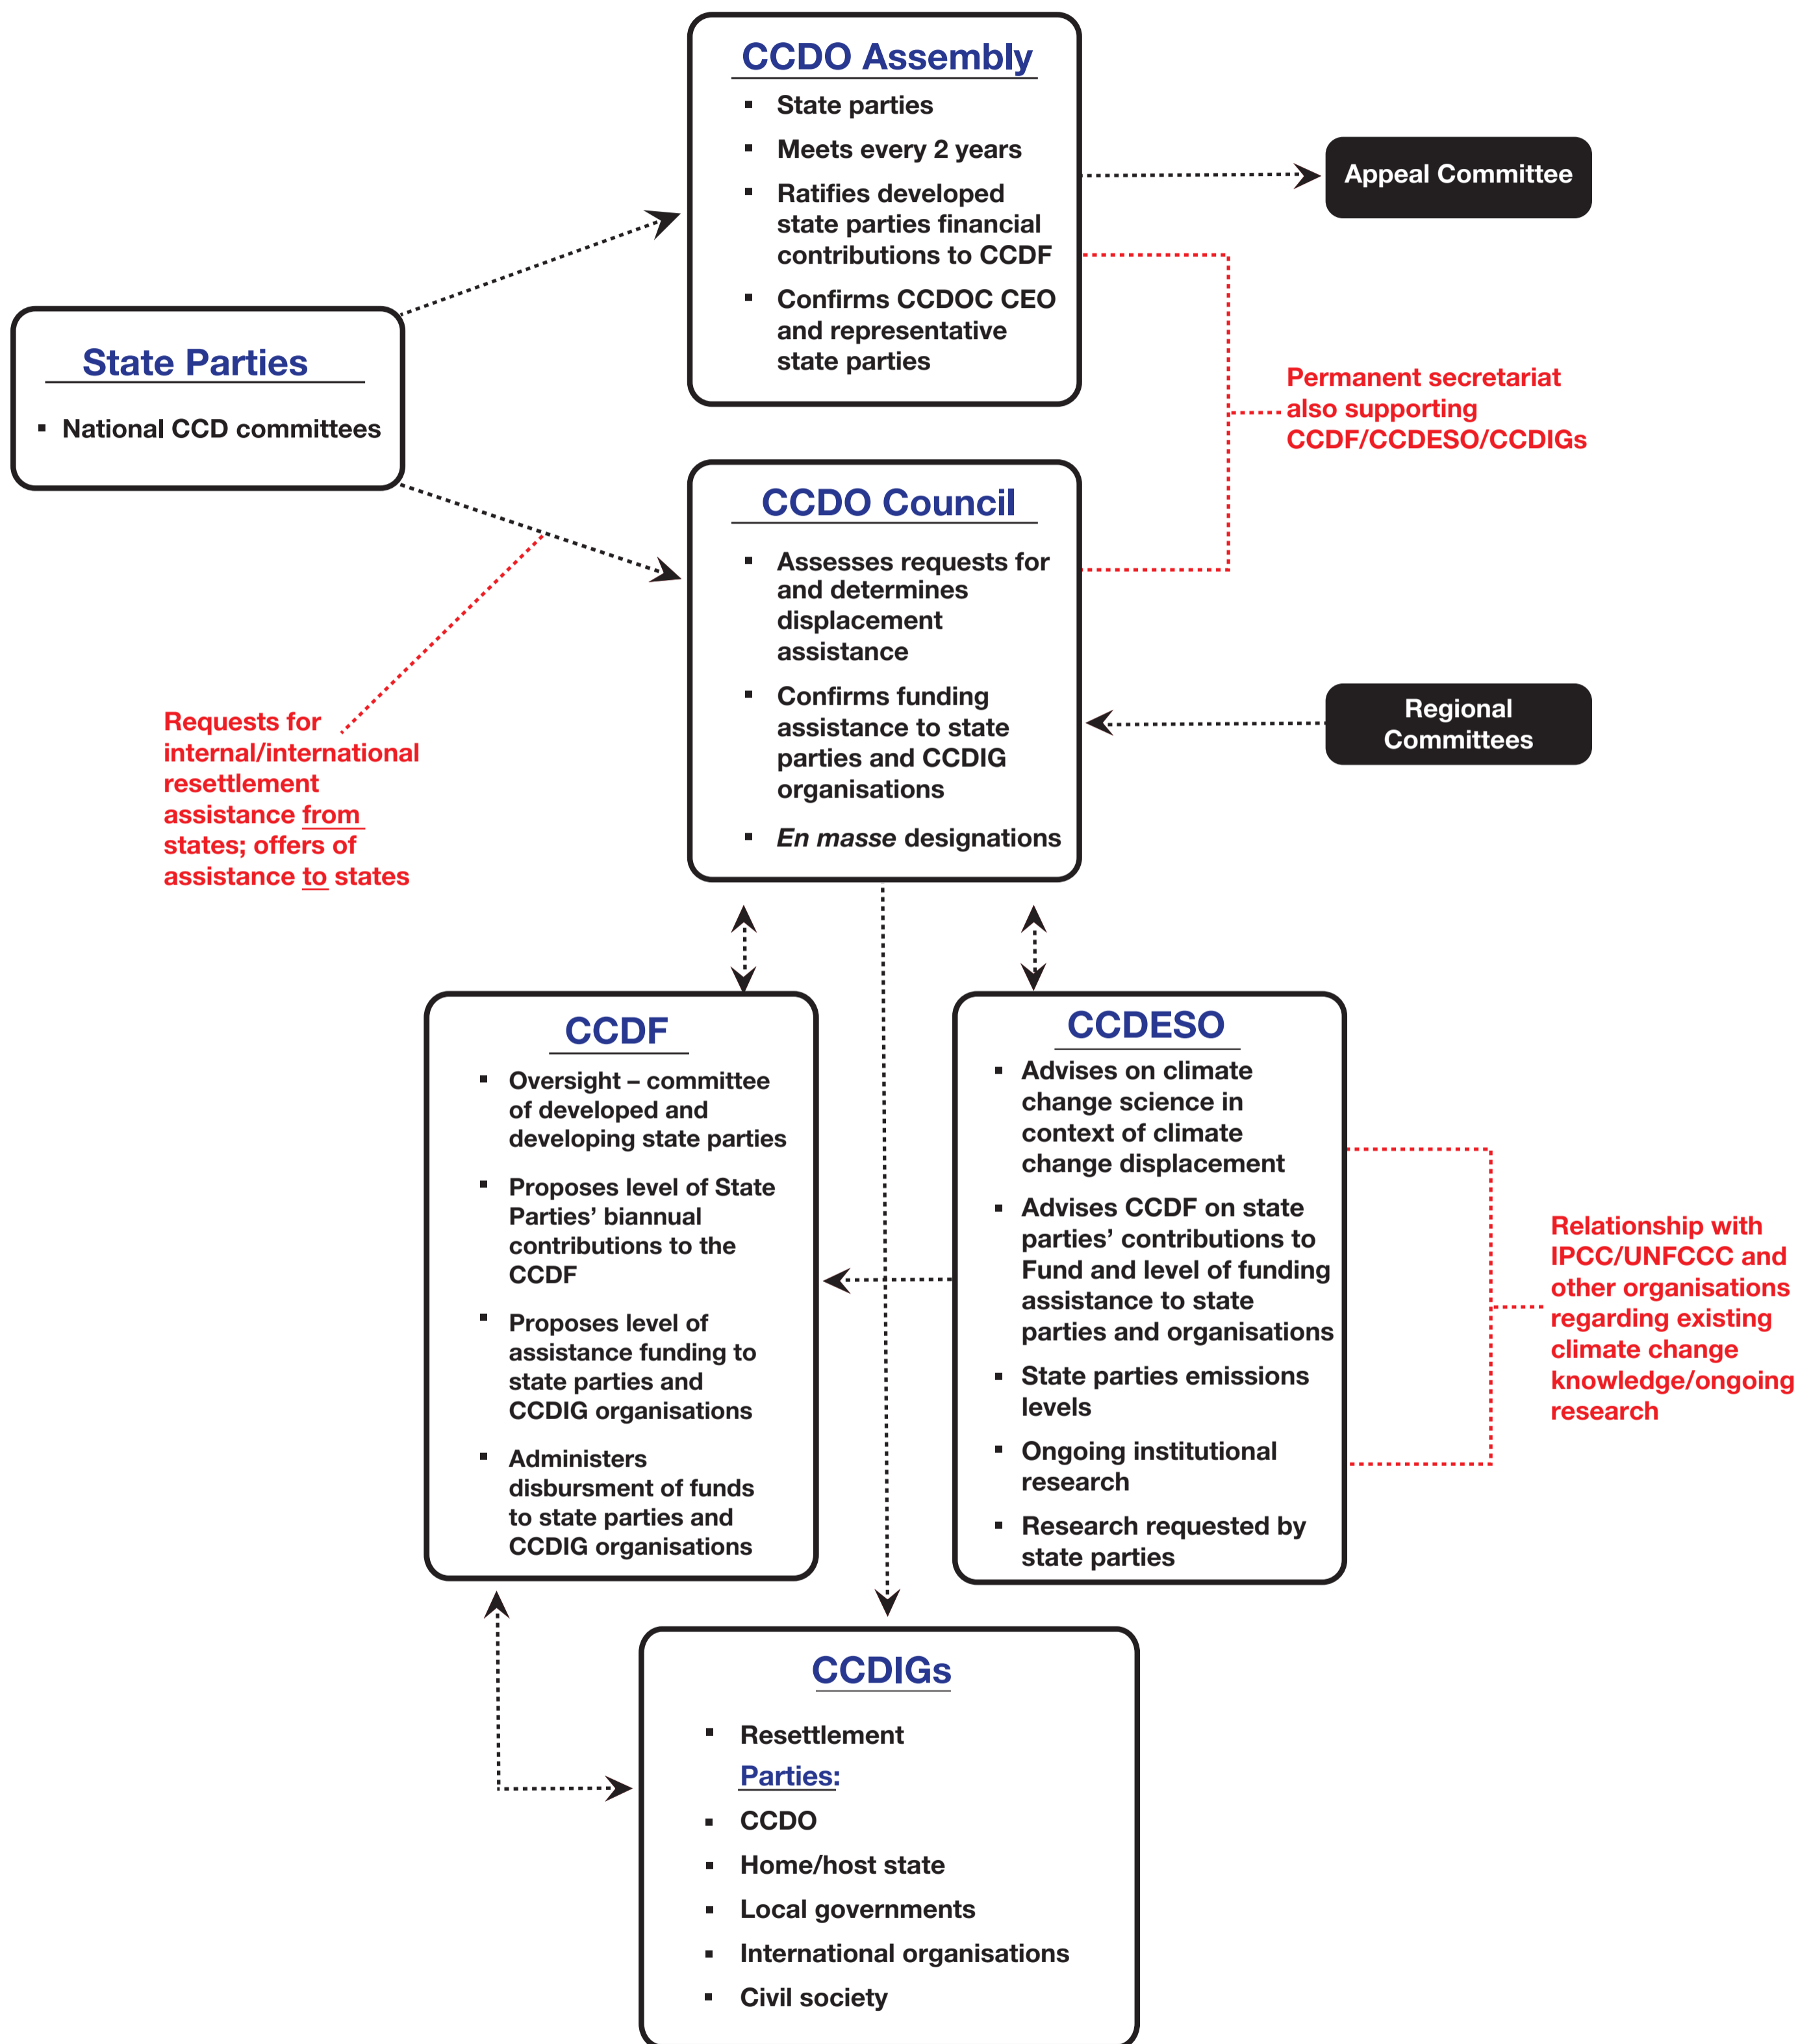 CCDO Assembly
▪ State parties
▪ Meets every 2 years
▪ Ratifies developed
state parties financial
contributions to CCDF
▪ Confirms CCDOC CEO
and representative
state parties
Appeal Committee
State Parties
▪ National CCD committees
Permanent secretariat
also supporting
CCDF/CCDESO/CCDIGs
CCDO Council
▪ Assesses requests for
and determines
displacement
assistance
▪ Confirms funding
assistance to state
parties and CCDIG
organisations
▪ En masse designations
Regional
Committees
Requests for
internal/international
resettlement
assistance from
states; offers of
assistance to states
CCDF
▪ Oversight – committee
of developed and
developing state parties
▪ Proposes level of State
Parties’ biannual
contributions to the
CCDF
▪ Proposes level of
assistance funding to
state parties and
CCDIG organisations
▪ Administers
disbursment of funds
to state parties and
CCDIG organisations
CCDESO
▪ Advises on climate
change science in
context of climate
change displacement
▪ Advises CCDF on state
parties’ contributions to
Fund and level of funding
assistance to state
parties and organisations
▪ State parties emissions
levels
▪ Ongoing institutional
research
▪ Research requested by
state parties
Relationship with
IPCC/UNFCCC and
other organisations
regarding existing
climate change
knowledge/ongoing
research
CCDIGs
▪ Resettlement
Parties:
▪ CCDO
▪ Home/host state
▪ Local governments
▪ International organisations
▪ Civil society